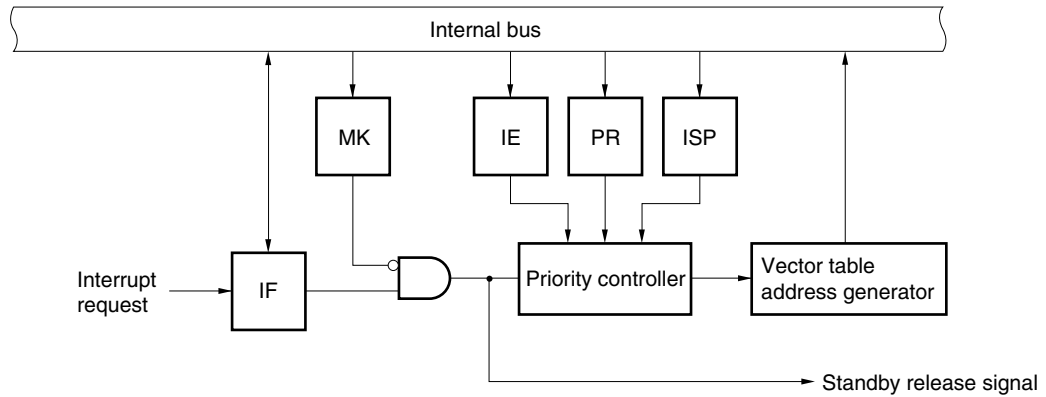 Internal bus
MK
IE
PR
ISP
Interrupt
request
IF
Priority controller
Vector table
address generator
Standby release signal